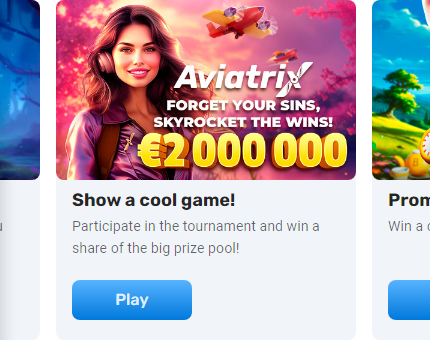 Aviatrix
FORGET YOUR SINS,
SKYROCKET THE WINS!
€2 000 000
Show a cool game!
Participate in the tournament and win a
share of the big prize pool!
Play
Win a